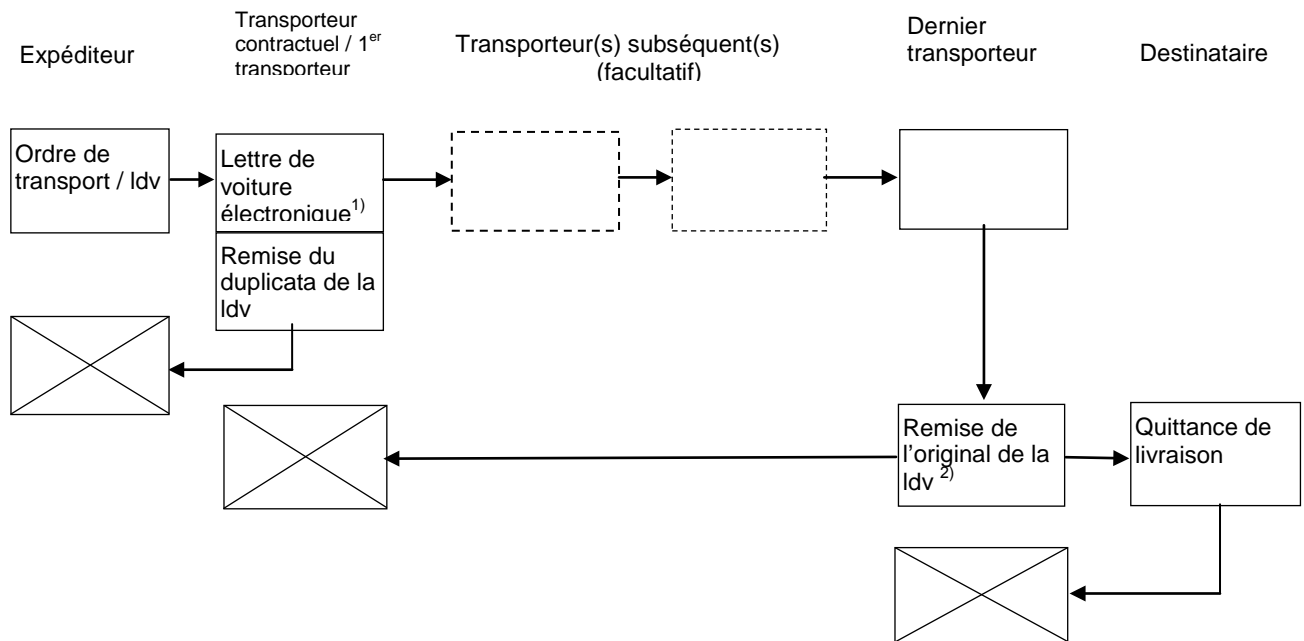 Expéditeur
Transporteur
contractuel / 1er
transporteur
Transporteur(s) subséquent(s)
(facultatif)
Dernier
transporteur
Destinataire
Ordre de
transport / ldv
Lettre de
voiture
électronique1)
Remise du
duplicata de la
ldv
Remise de
l’original de la
ldv 2)
Quittance de
livraison